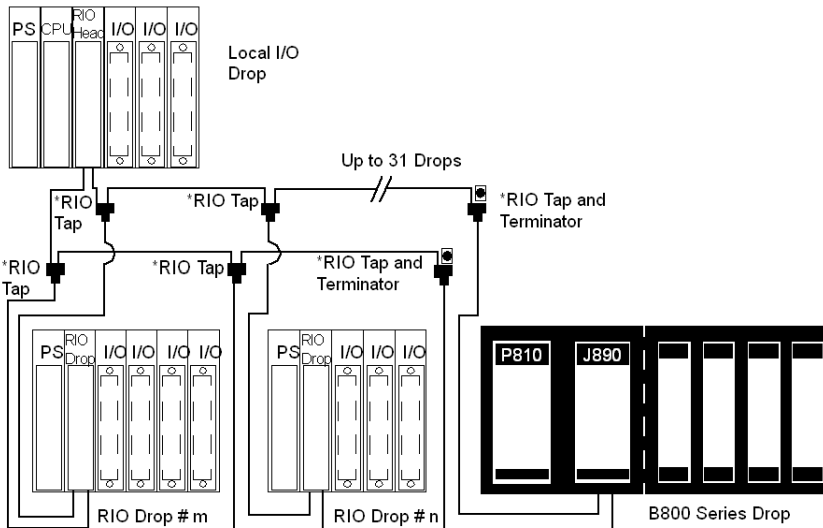 PS CPU RIO Head I/O I/O I/O
Local I/O
Drop
Up to 31 Drops
*RIO
Tap
*RIO Tap
*RIO Tap and
Terminator
*RIO
Tap
*RIO Tap
*RIO Tap and
Terminator
PS RIO Drop I/O I/O I/O I/O
PS RIO Drop I/O I/O I/O
P810 J890
RIO Drop # m
RIO Drop # n
B800 Series Drop